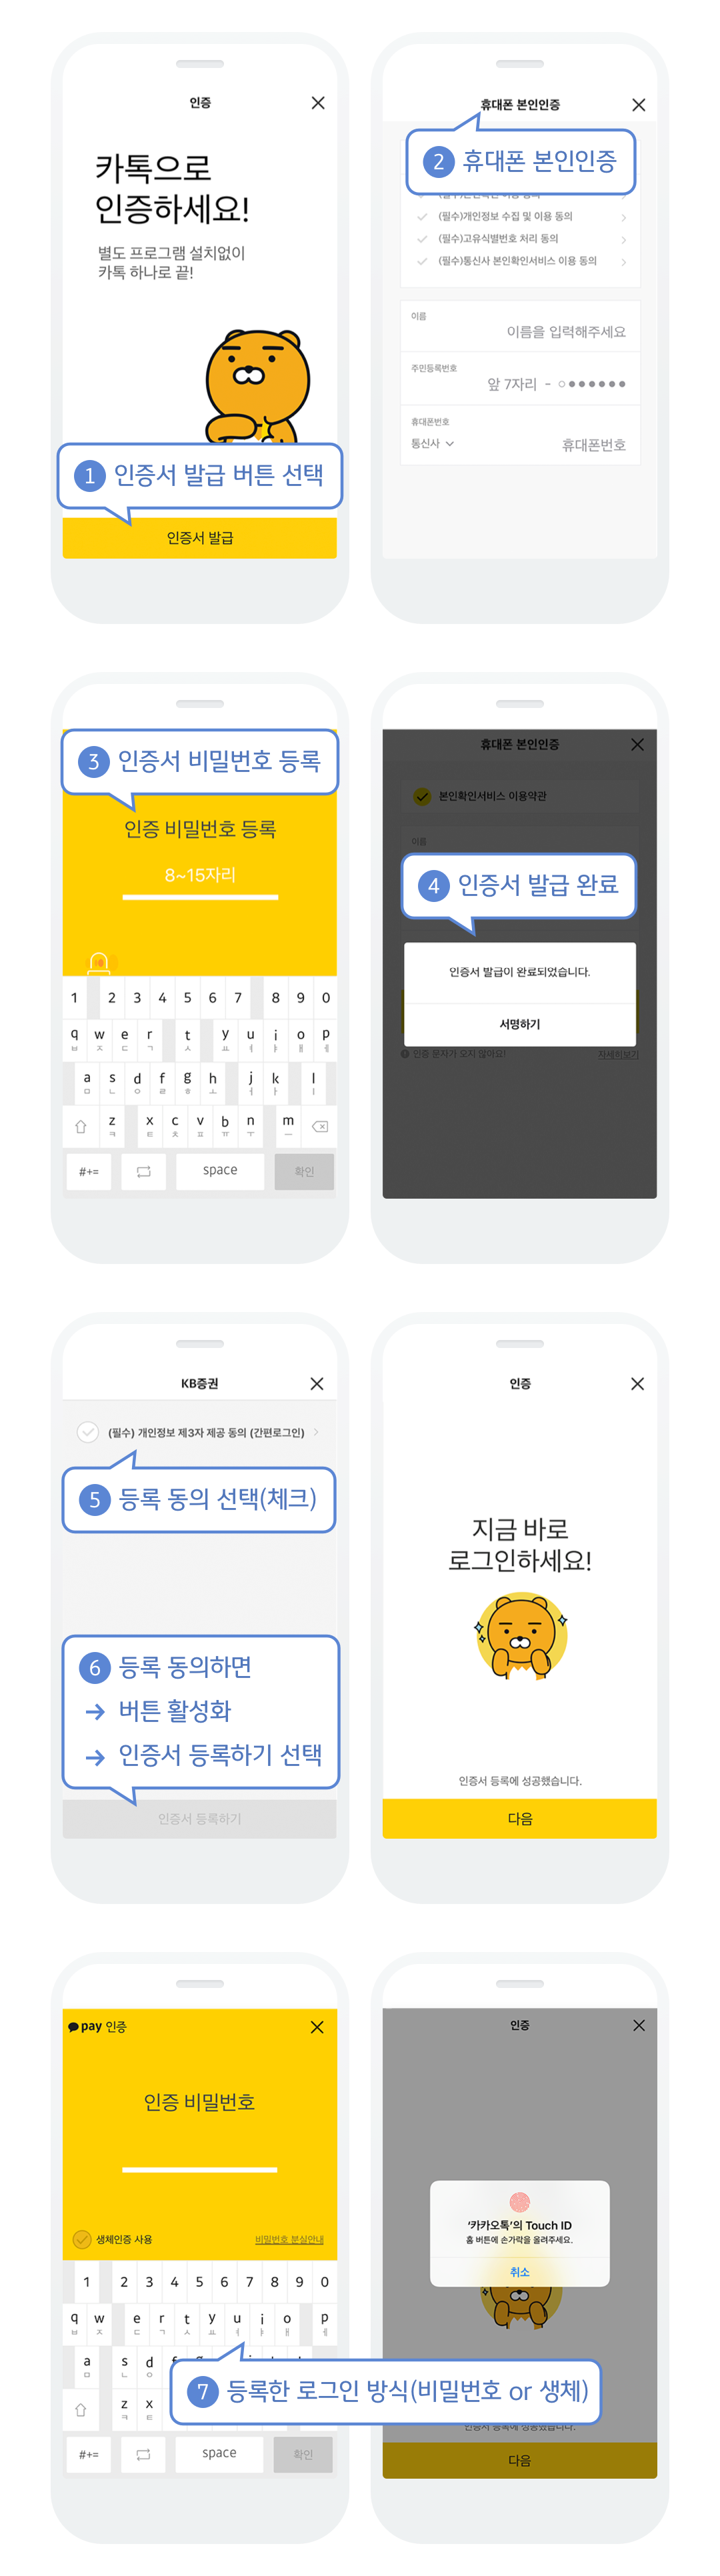 인증
카톡으로
인증하세요!
별도 프로그램 설치없이
카톡 하나로 끝!
1 인증서 발급 버튼 선택
인증서 발급
휴대폰 본인인증
2 휴대폰 본인인증
(필수)개인정보 수집 및 이용 동의
(필수)고유식별번호 처리 동의
(필수)통신사 본인확인서비스 이용 동의
이름
이름을 입력해주세요
주민등록번호
앞 7자리 - ○●●●●●●
휴대폰번호
통신사 휴대폰번호
3 인증서 비밀번호 등록
인증 비밀번호 등록
8~15자리
1 2 3 4 5 6 7 8 9 0
q w e r t y u i o p
ㅂ ㅈ ㄷ ㄱ ㅅ ㅛ ㅕ ㅑ ㅐ ㅔ
a s d f g h j k l
ㅁ ㄴ ㅇ ㄹ ㅎ ㅗ ㅓ ㅏ ㅣ
z x c v b n m
ㅋ ㅌ ㅊ ㅍ ㅠ ㅜ ㅡ
#+= space 확인
휴대폰 본인인증
본인확인서비스 이용약관
이름
4 인증서 발급 완료
인증서 발급이 완료되었습니다.
서명하기
인증 문자가 오지 않아요! 자세히보기
KB증권
(필수) 개인정보 제3자 제공 동의 (간편로그인)
5 등록 동의 선택(체크)
6 등록 동의하면
→ 버튼 활성화
→ 인증서 등록하기 선택
인증서 등록하기
인증
지금 바로
로그인하세요!
인증서 등록에 성공했습니다.
다음
pay 인증
인증 비밀번호
생체인증 사용 비밀번호 분실안내
1 2 3 4 5 6 7 8 9 0
q w e r t y u i o p
ㅂ ㅈ ㄷ ㄱ ㅅ ㅛ ㅕ ㅑ ㅐ ㅔ
a s d
ㅁ ㄴ ㅇ
z x
ㅋ ㅌ
#+= space 확인
인증
‘카카오톡’의 Touch ID
홈 버튼에 손가락을 올려주세요.
취소
7 등록한 로그인 방식(비밀번호 or 생체)
인증서 등록에 성공했습니다.
다음